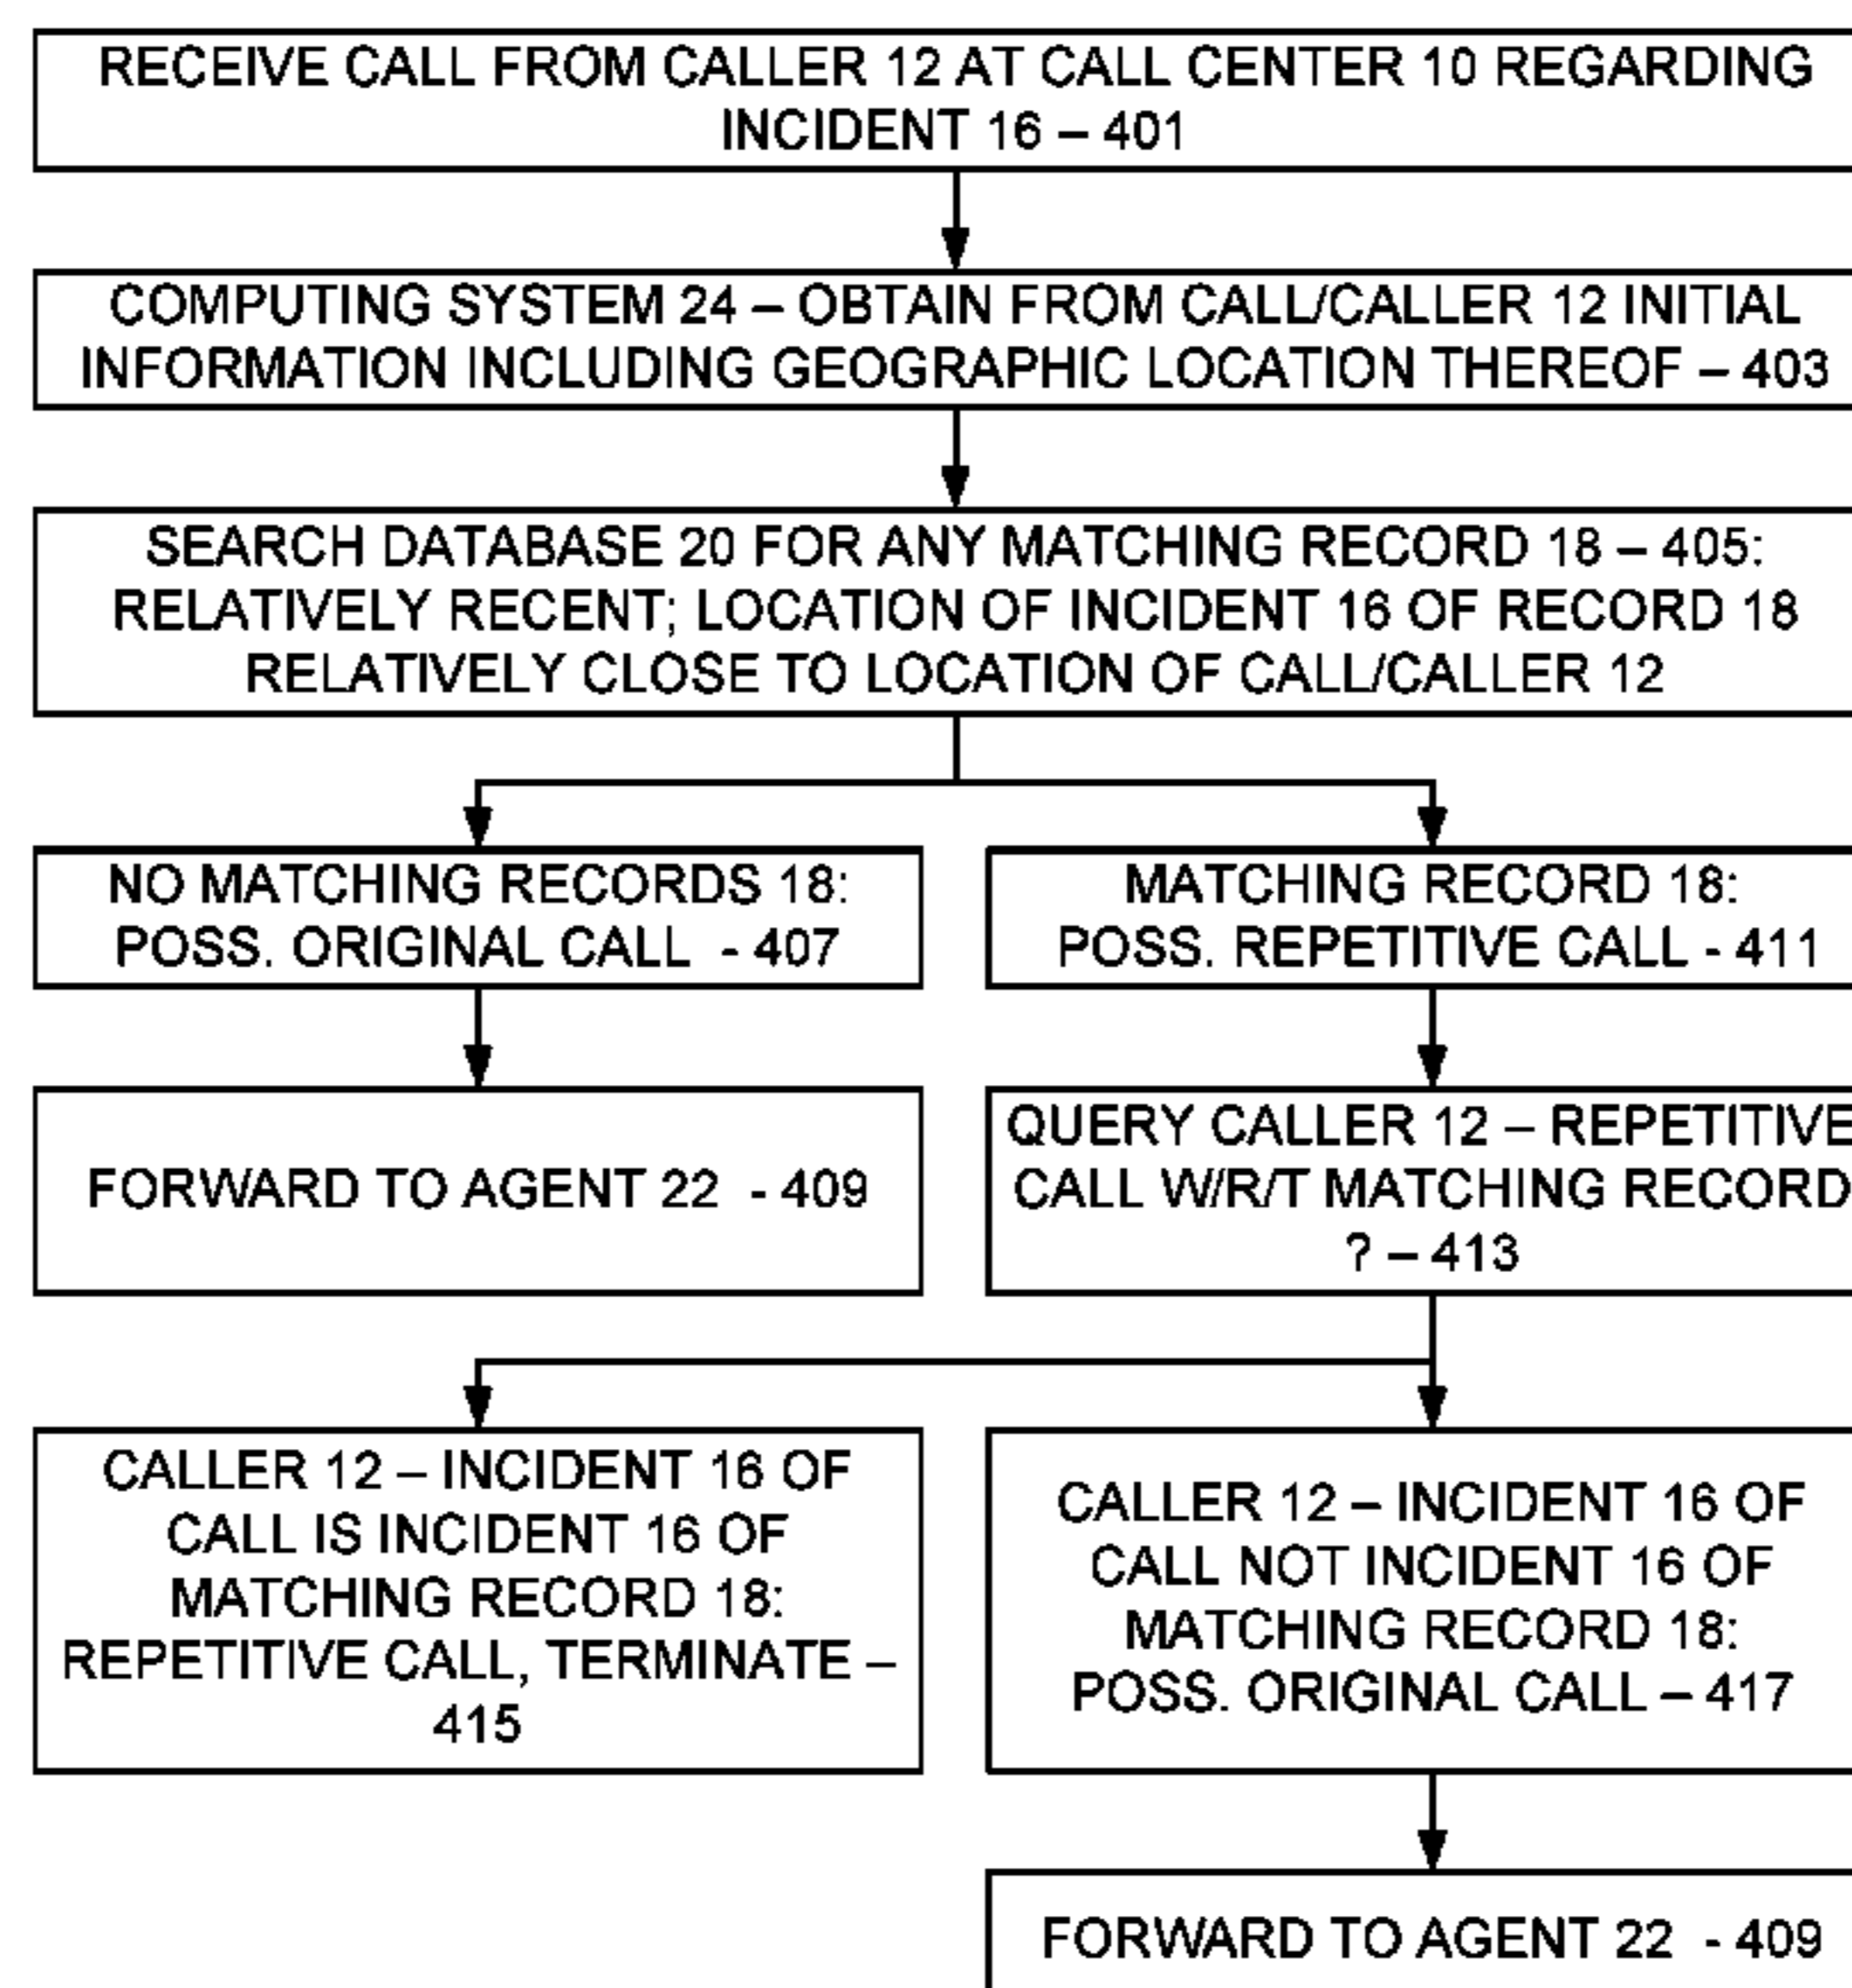 RECEIVE CALL FROM CALLER 12 AT CALL CENTER 10 REGARDING
INCIDENT 16 – 401
COMPUTING SYSTEM 24 – OBTAIN FROM CALL/CALLER 12 INITIAL
INFORMATION INCLUDING GEOGRAPHIC LOCATION THEREOF – 403
SEARCH DATABASE 20 FOR ANY MATCHING RECORD 18 – 405:
RELATIVELY RECENT; LOCATION OF INCIDENT 16 OF RECORD 18
RELATIVELY CLOSE TO LOCATION OF CALL/CALLER 12
NO MATCHING RECORDS 18:
POSS. ORIGINAL CALL - 407
MATCHING RECORD 18:
POSS. REPETITIVE CALL - 411
FORWARD TO AGENT 22 - 409
QUERY CALLER 12 – REPETITIVE
CALL W/R/T MATCHING RECORD
? – 413
CALLER 12 – INCIDENT 16 OF
CALL IS INCIDENT 16 OF
MATCHING RECORD 18:
REPETITIVE CALL, TERMINATE –
415
CALLER 12 – INCIDENT 16 OF
CALL NOT INCIDENT 16 OF
MATCHING RECORD 18:
POSS. ORIGINAL CALL – 417
FORWARD TO AGENT 22 - 409